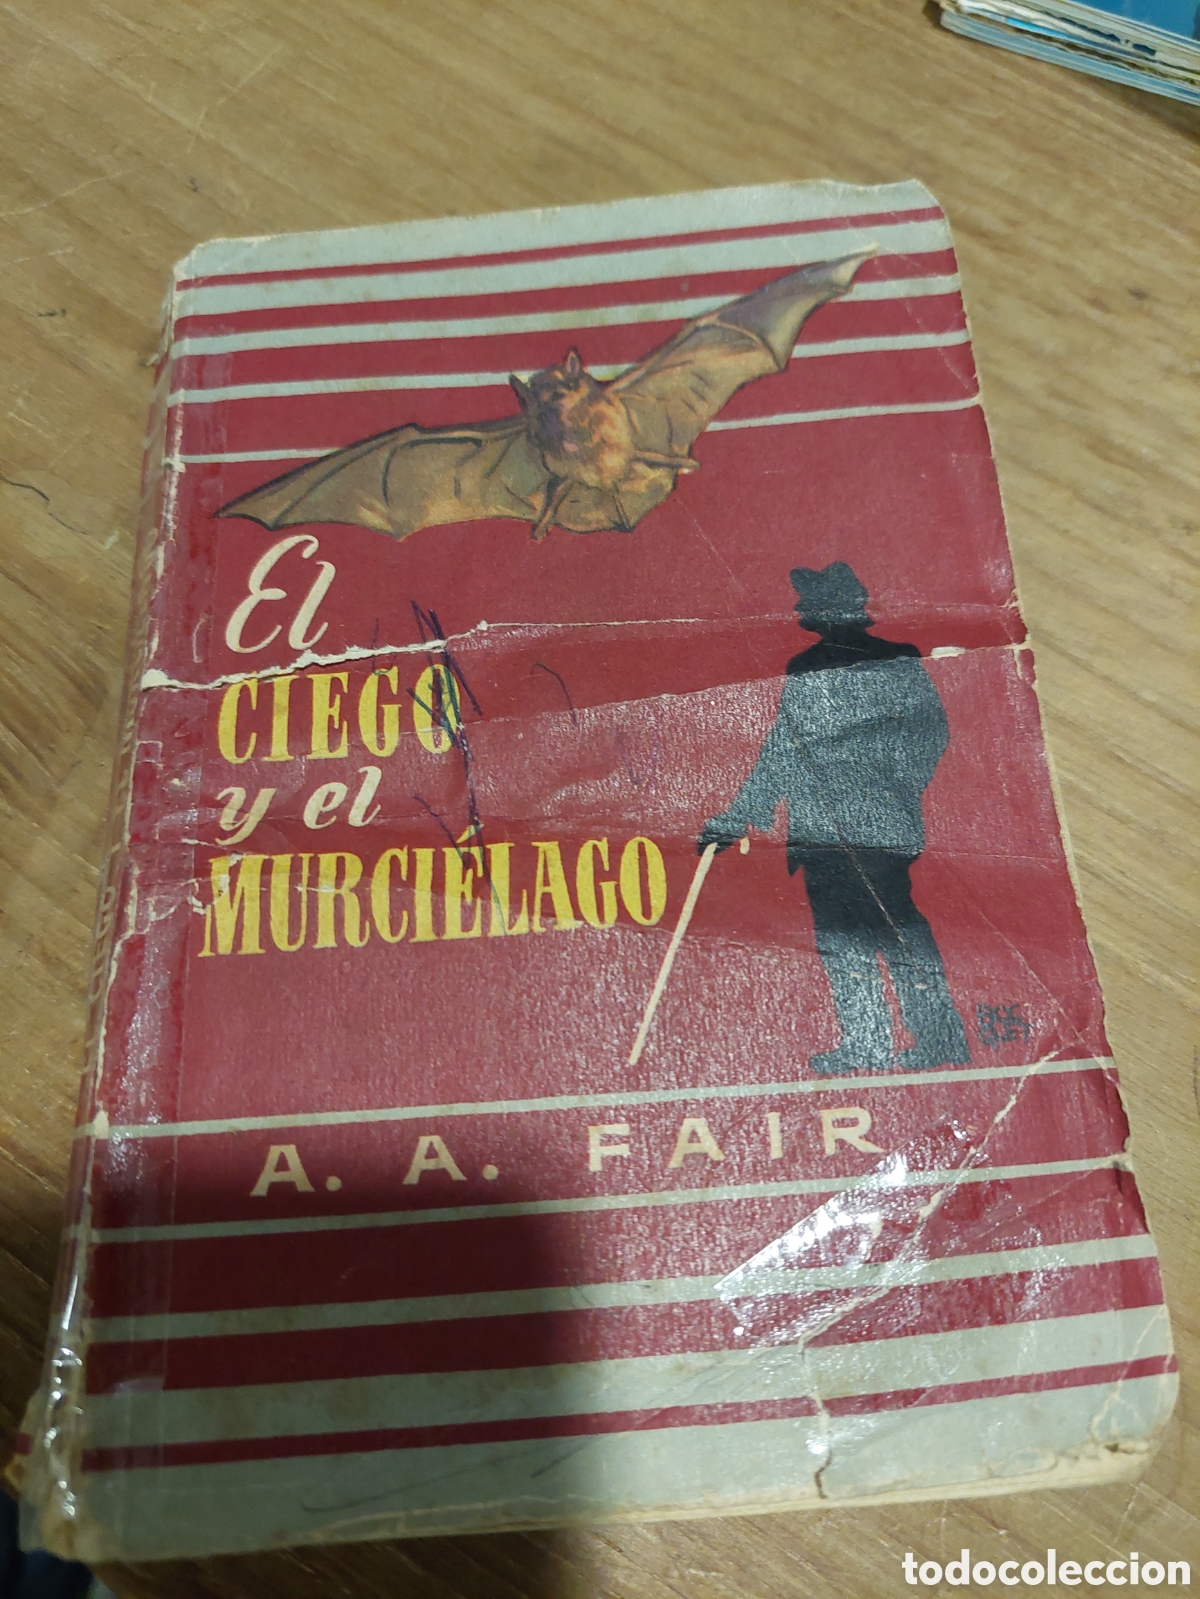 El
CIEGO
y el
MURCIÉLAGO
A. A. FAIR
todocoleccion